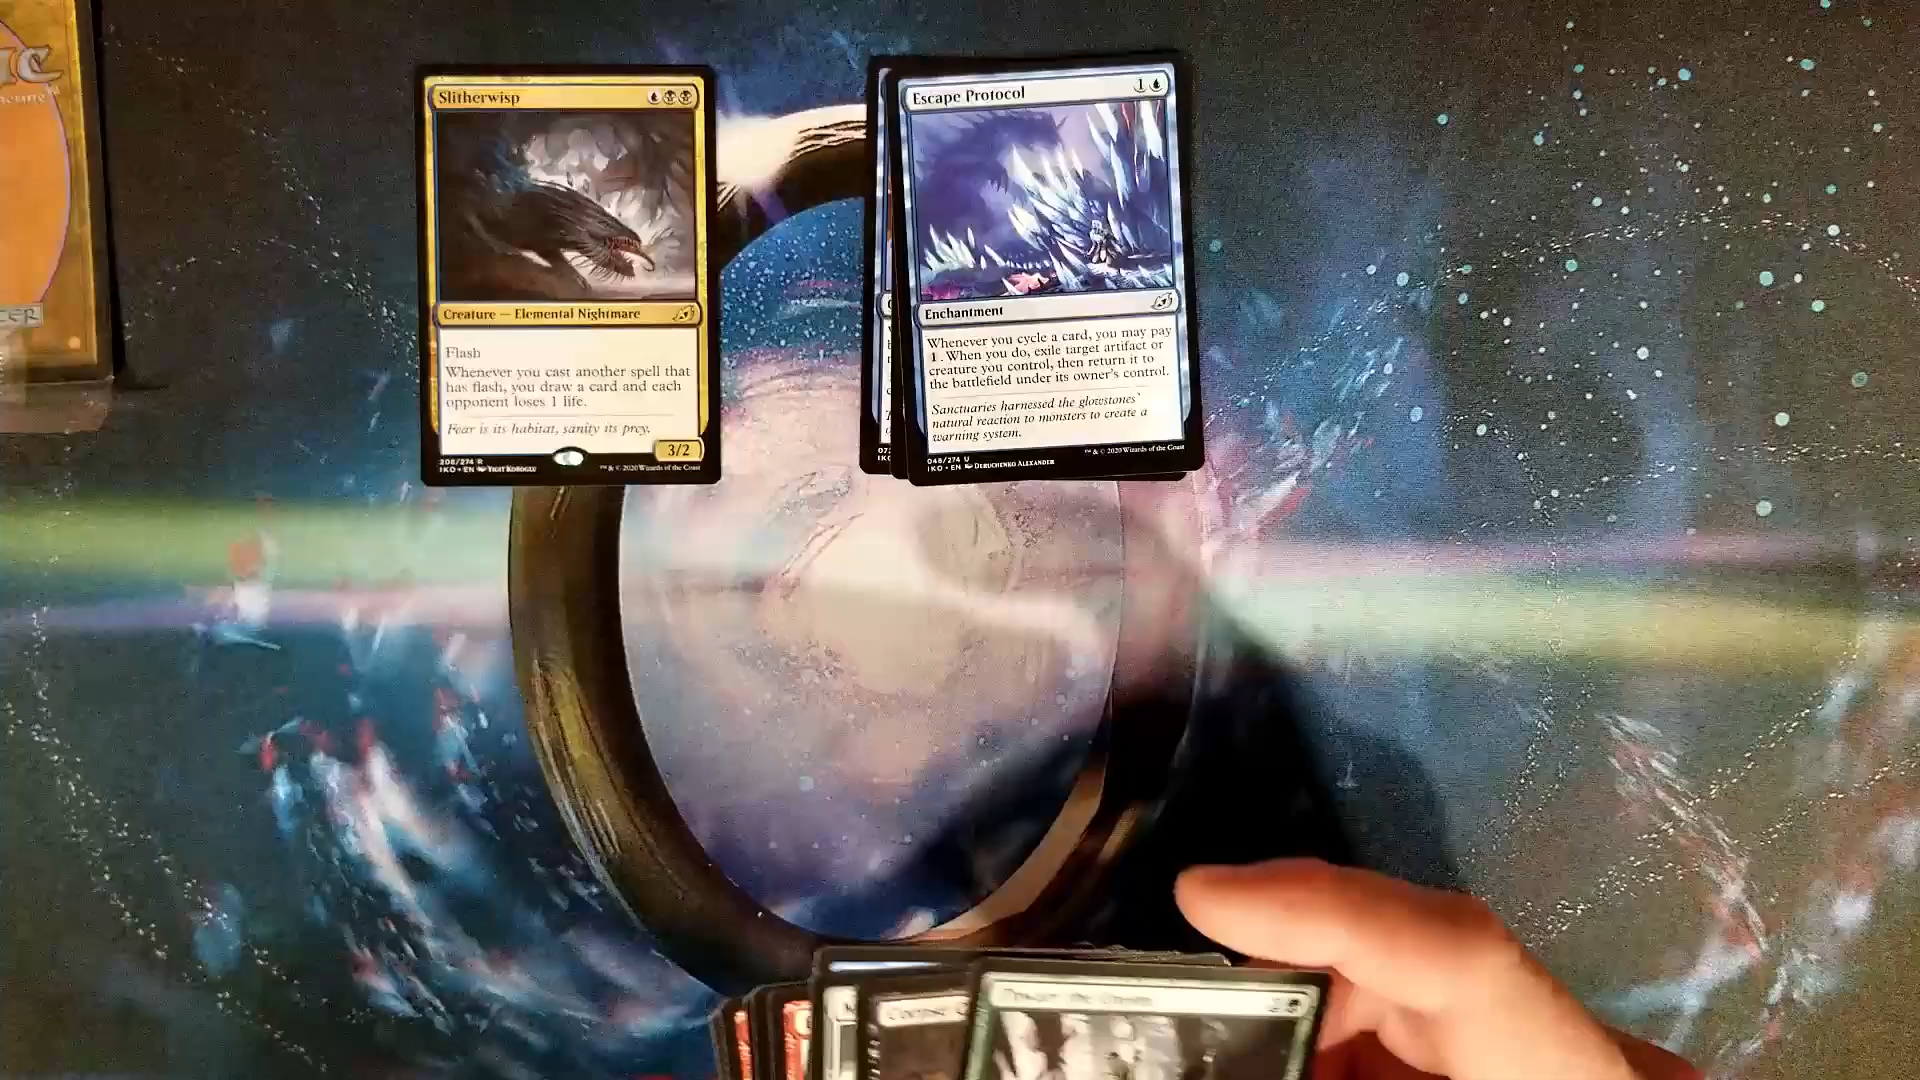 Slitherwisp
Creature — Elemental Nightmare
Flash
Whenever you cast another spell that
has flash, you draw a card and each
opponent loses 1 life.
Fear is its habitat, sanity its prey.
3/2
208/274 R
IKO • EN YIGIT KOROGLU
™ & © 2020 Wizards of the Coast
Escape Protocol
1
Enchantment
Whenever you cycle a card, you may pay
1. When you do, exile target artifact or
creature you control, then return it to
the battlefield under its owner's control.
Sanctuaries harnessed the glowstones'
natural reaction to monsters to create a
warning system.
048/274 U
IKO • EN DERUCHENKO ALEXANDER
™ & © 2020 Wizards of the Coast